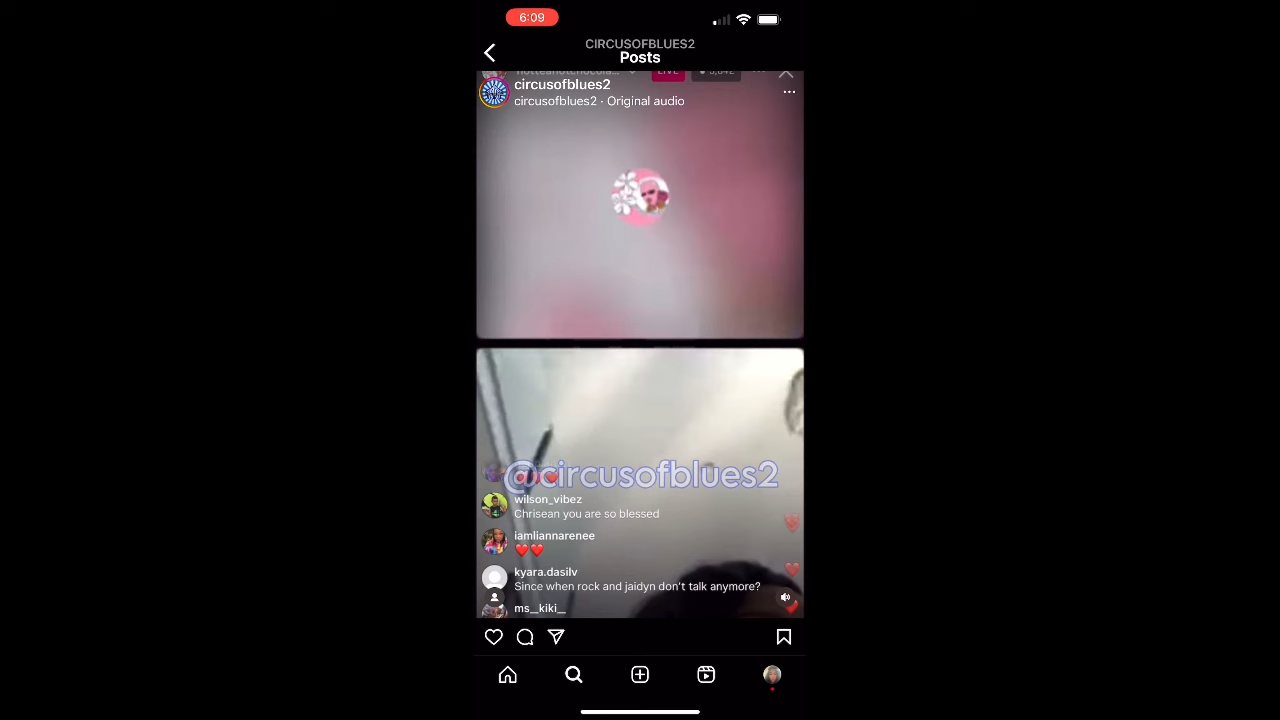 6:09
CIRCUSOFBLUES2
Posts
LIVE
circusofblues2
circusofblues2 · Original audio
@circusofblues2
wilson_vibez
Chrisean you are so blessed
iamliannarenee
❤️❤️
kyara.dasilv
Since when rock and jaidyn don't talk anymore?
ms__kiki__